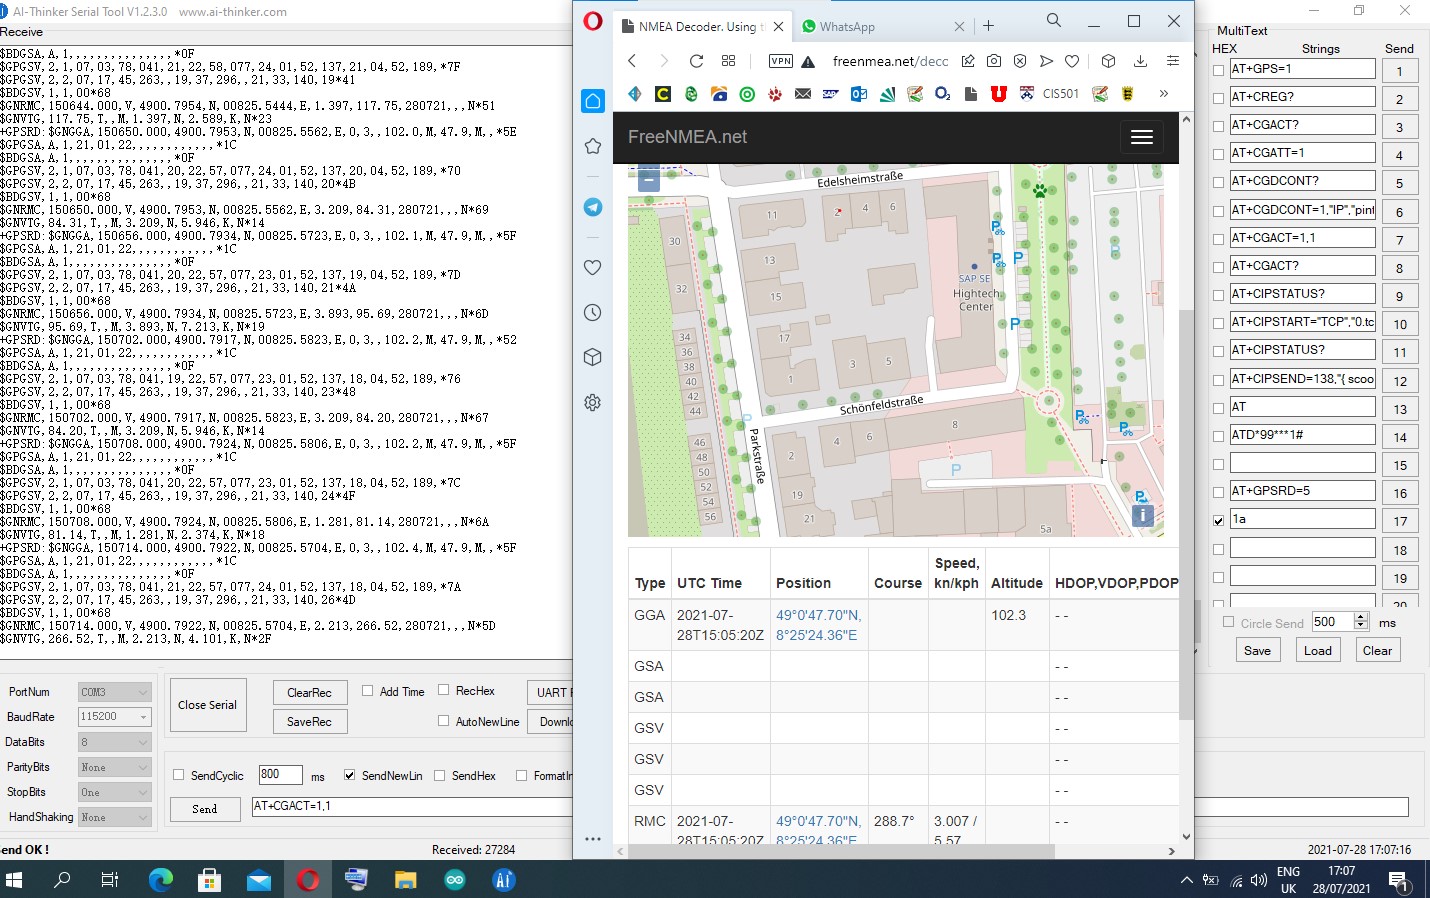 AI-Thinker Serial Tool V1.2.3.0 www.ai-thinker.com
Receive
$BDGSA,A,1,,,,,,,,,,,,,,,*0F
$GPGSV,2,1,07,03,78,041,21,22,58,077,24,01,52,137,21,04,52,189,*7F
$GPGSV,2,2,07,17,45,263,,19,37,296,,21,33,140,19*41
$BDGSV,1,1,00*68
$GNRMC,150644.000,V,4900.7954,N,00825.5444,E,1.397,117.75,280721,,,N*51
$GNVTG,117.75,T,,M,1.397,N,2.589,K,N*23
+GPSRD:$GNGGA,150650.000,4900.7953,N,00825.5562,E,0,3,,102.0,M,47.9,M,,*5E
$GPGSA,A,1,21,01,22,,,,,,,,,,,,*1C
$BDGSA,A,1,,,,,,,,,,,,,,,*0F
$GPGSV,2,1,07,03,78,041,20,22,57,077,24,01,52,137,20,04,52,189,*70
$GPGSV,2,2,07,17,45,263,,19,37,296,,21,33,140,20*4B
$BDGSV,1,1,00*68
$GNRMC,150650.000,V,4900.7953,N,00825.5562,E,3.209,84.31,280721,,,N*69
$GNVTG,84.31,T,,M,3.209,N,5.946,K,N*14
+GPSRD:$GNGGA,150656.000,4900.7934,N,00825.5723,E,0,3,,102.1,M,47.9,M,,*5F
$GPGSA,A,1,21,01,22,,,,,,,,,,,,*1C
$BDGSA,A,1,,,,,,,,,,,,,,,*0F
$GPGSV,2,1,07,03,78,041,20,22,57,077,23,01,52,137,19,04,52,189,*7D
$GPGSV,2,2,07,17,45,263,,19,37,296,,21,33,140,21*4A
$BDGSV,1,1,00*68
$GNRMC,150656.000,V,4900.7934,N,00825.5723,E,3.893,95.69,280721,,,N*6D
$GNVTG,95.69,T,,M,3.893,N,7.213,K,N*19
+GPSRD:$GNGGA,150702.000,4900.7917,N,00825.5823,E,0,3,,102.2,M,47.9,M,,*52
$GPGSA,A,1,21,01,22,,,,,,,,,,,,*1C
$BDGSA,A,1,,,,,,,,,,,,,,,*0F
$GPGSV,2,1,07,03,78,041,19,22,57,077,23,01,52,137,18,04,52,189,*76
$GPGSV,2,2,07,17,45,263,,19,37,296,,21,33,140,23*48
$BDGSV,1,1,00*68
$GNRMC,150702.000,V,4900.7917,N,00825.5823,E,3.209,84.20,280721,,,N*67
$GNVTG,84.20,T,,M,3.209,N,5.946,K,N*14
+GPSRD:$GNGGA,150708.000,4900.7924,N,00825.5806,E,0,3,,102.2,M,47.9,M,,*5F
$GPGSA,A,1,21,01,22,,,,,,,,,,,,*1C
$BDGSA,A,1,,,,,,,,,,,,,,,*0F
$GPGSV,2,1,07,03,78,041,20,22,57,077,23,01,52,137,18,04,52,189,*7C
$GPGSV,2,2,07,17,45,263,,19,37,296,,21,33,140,24*4F
$BDGSV,1,1,00*68
$GNRMC,150708.000,V,4900.7924,N,00825.5806,E,1.281,81.14,280721,,,N*6A
$GNVTG,81.14,T,,M,1.281,N,2.374,K,N*18
+GPSRD:$GNGGA,150714.000,4900.7922,N,00825.5704,E,0,3,,102.4,M,47.9,M,,*5F
$GPGSA,A,1,21,01,22,,,,,,,,,,,,*1C
$BDGSA,A,1,,,,,,,,,,,,,,,*0F
$GPGSV,2,1,07,03,78,041,21,22,57,077,24,01,52,137,18,04,52,189,*7A
$GPGSV,2,2,07,17,45,263,,19,37,296,,21,33,140,26*4D
$BDGSV,1,1,00*68
$GNRMC,150714.000,V,4900.7922,N,00825.5704,E,2.213,266.52,280721,,,N*5D
$GNVTG,266.52,T,,M,2.213,N,4.101,K,N*2F
PortNum COM3
BaudRate 115200
DataBits 8
ParityBits None
StopBits One
HandShaking None
Close Serial
ClearRec
SaveRec
Add Time
RecHex
AutoNewLine
UART
Downlo
SendCyclic 800 ms SendNewLin SendHex FormatIn
Send AT+CGACT=1,1
end OK ! Received: 27284 2021-07-28 17:07:16
NMEA Decoder. Using t
WhatsApp
VPN freenmea.net/decc
CIS501
FreeNMEA.net
−
Edelsheimstraße
11 2 4 6
30
13
32
15
SAP SE
Hightech
Center
P
P
P
34
36
38
40
42
44
17
1
3
5
Schönfeldstraße
Parkstraße
46
48
50
52
54
56
4
6
8
2
19
21
5a
P
P
i
Type UTC Time Position Course Speed, kn/kph Altitude HDOP,VDOP,PDOP
GGA 2021-07-28T15:05:20Z 49°0'47.70"N, 8°25'24.36"E 102.3 - -
GSA - -
GSA - -
GSV - -
GSV - -
GSV - -
RMC 2021-07-28T15:05:20Z 49°0'47.70"N, 8°25'24.36"E 288.7° 3.007 / 5.57 - -
MultiText
HEX Strings Send
AT+GPS=1 1
AT+CREG? 2
AT+CGACT? 3
AT+CGATT=1 4
AT+CGDCONT? 5
AT+CGDCONT=1,"IP","pin 6
AT+CGACT=1,1 7
AT+CGACT? 8
AT+CIPSTATUS? 9
AT+CIPSTART="TCP","0.tc 10
AT+CIPSTATUS? 11
AT+CIPSEND=138,"{ scoo 12
AT 13
ATD*99***1# 14
15
AT+GPSRD=5 16
1a 17
18
19
20
Circle Send 500 ms
Save Load Clear
ENG
UK
17:07
28/07/2021
1